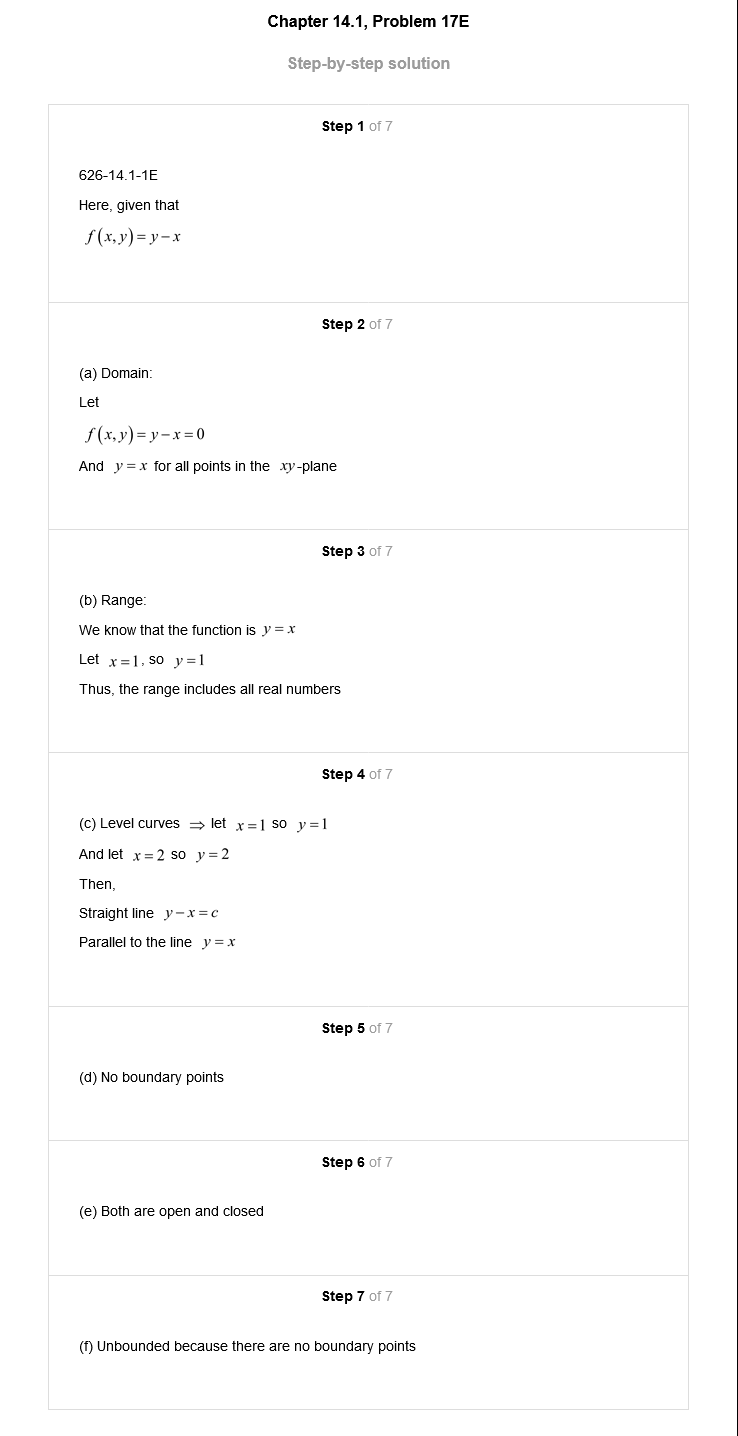 Chapter 14.1, Problem 17E
Step-by-step solution
Step 1 of 7
626-14.1-1E
Here, given that
f(x,y)=y−x
Step 2 of 7
(a) Domain:
Let
f(x,y)=y−x=0
And y=x for all points in the xy-plane
Step 3 of 7
(b) Range:
We know that the function is y=x
Let x=1, so y=1
Thus, the range includes all real numbers
Step 4 of 7
(c) Level curves ⇒ let x=1 so y=1
And let x=2 so y=2
Then,
Straight line y−x=c
Parallel to the line y=x
Step 5 of 7
(d) No boundary points
Step 6 of 7
(e) Both are open and closed
Step 7 of 7
(f) Unbounded because there are no boundary points